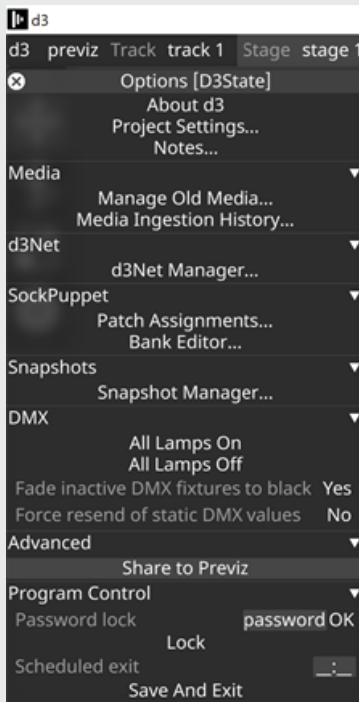 d3
d3 previz Track track 1 Stage stage 1
Options [D3State]
About d3
Project Settings...
Notes...
Media
Manage Old Media...
Media Ingestion History...
d3Net
d3Net Manager...
SockPuppet
Patch Assignments...
Bank Editor...
Snapshots
Snapshot Manager...
DMX
All Lamps On
All Lamps Off
Fade inactive DMX fixtures to black Yes
Force resend of static DMX values No
Advanced
Share to Previz
Program Control
Password lock password OK
Lock
Scheduled exit __:__
Save And Exit